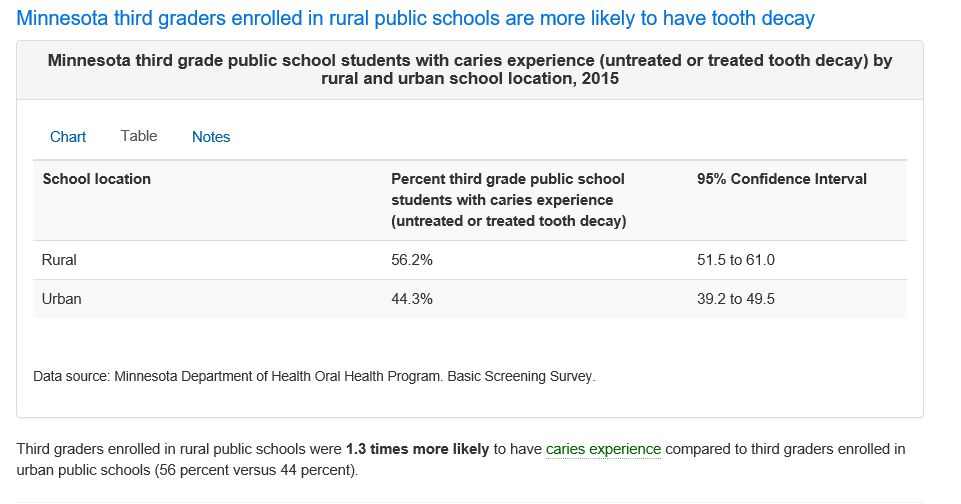 Minnesota third graders enrolled in rural public schools are more likely to have tooth decay
Minnesota third grade public school students with caries experience (untreated or treated tooth decay) by
rural and urban school location, 2015
Chart Table Notes
School location Percent third grade public school 95% Confidence Interval
students with caries experience
(untreated or treated tooth decay)
Rural 56.2% 51.5 to 61.0
Urban 44.3% 39.2 to 49.5
Data source: Minnesota Department of Health Oral Health Program. Basic Screening Survey.
Third graders enrolled in rural public schools were 1.3 times more likely to have caries experience compared to third graders enrolled in
urban public schools (56 percent versus 44 percent).